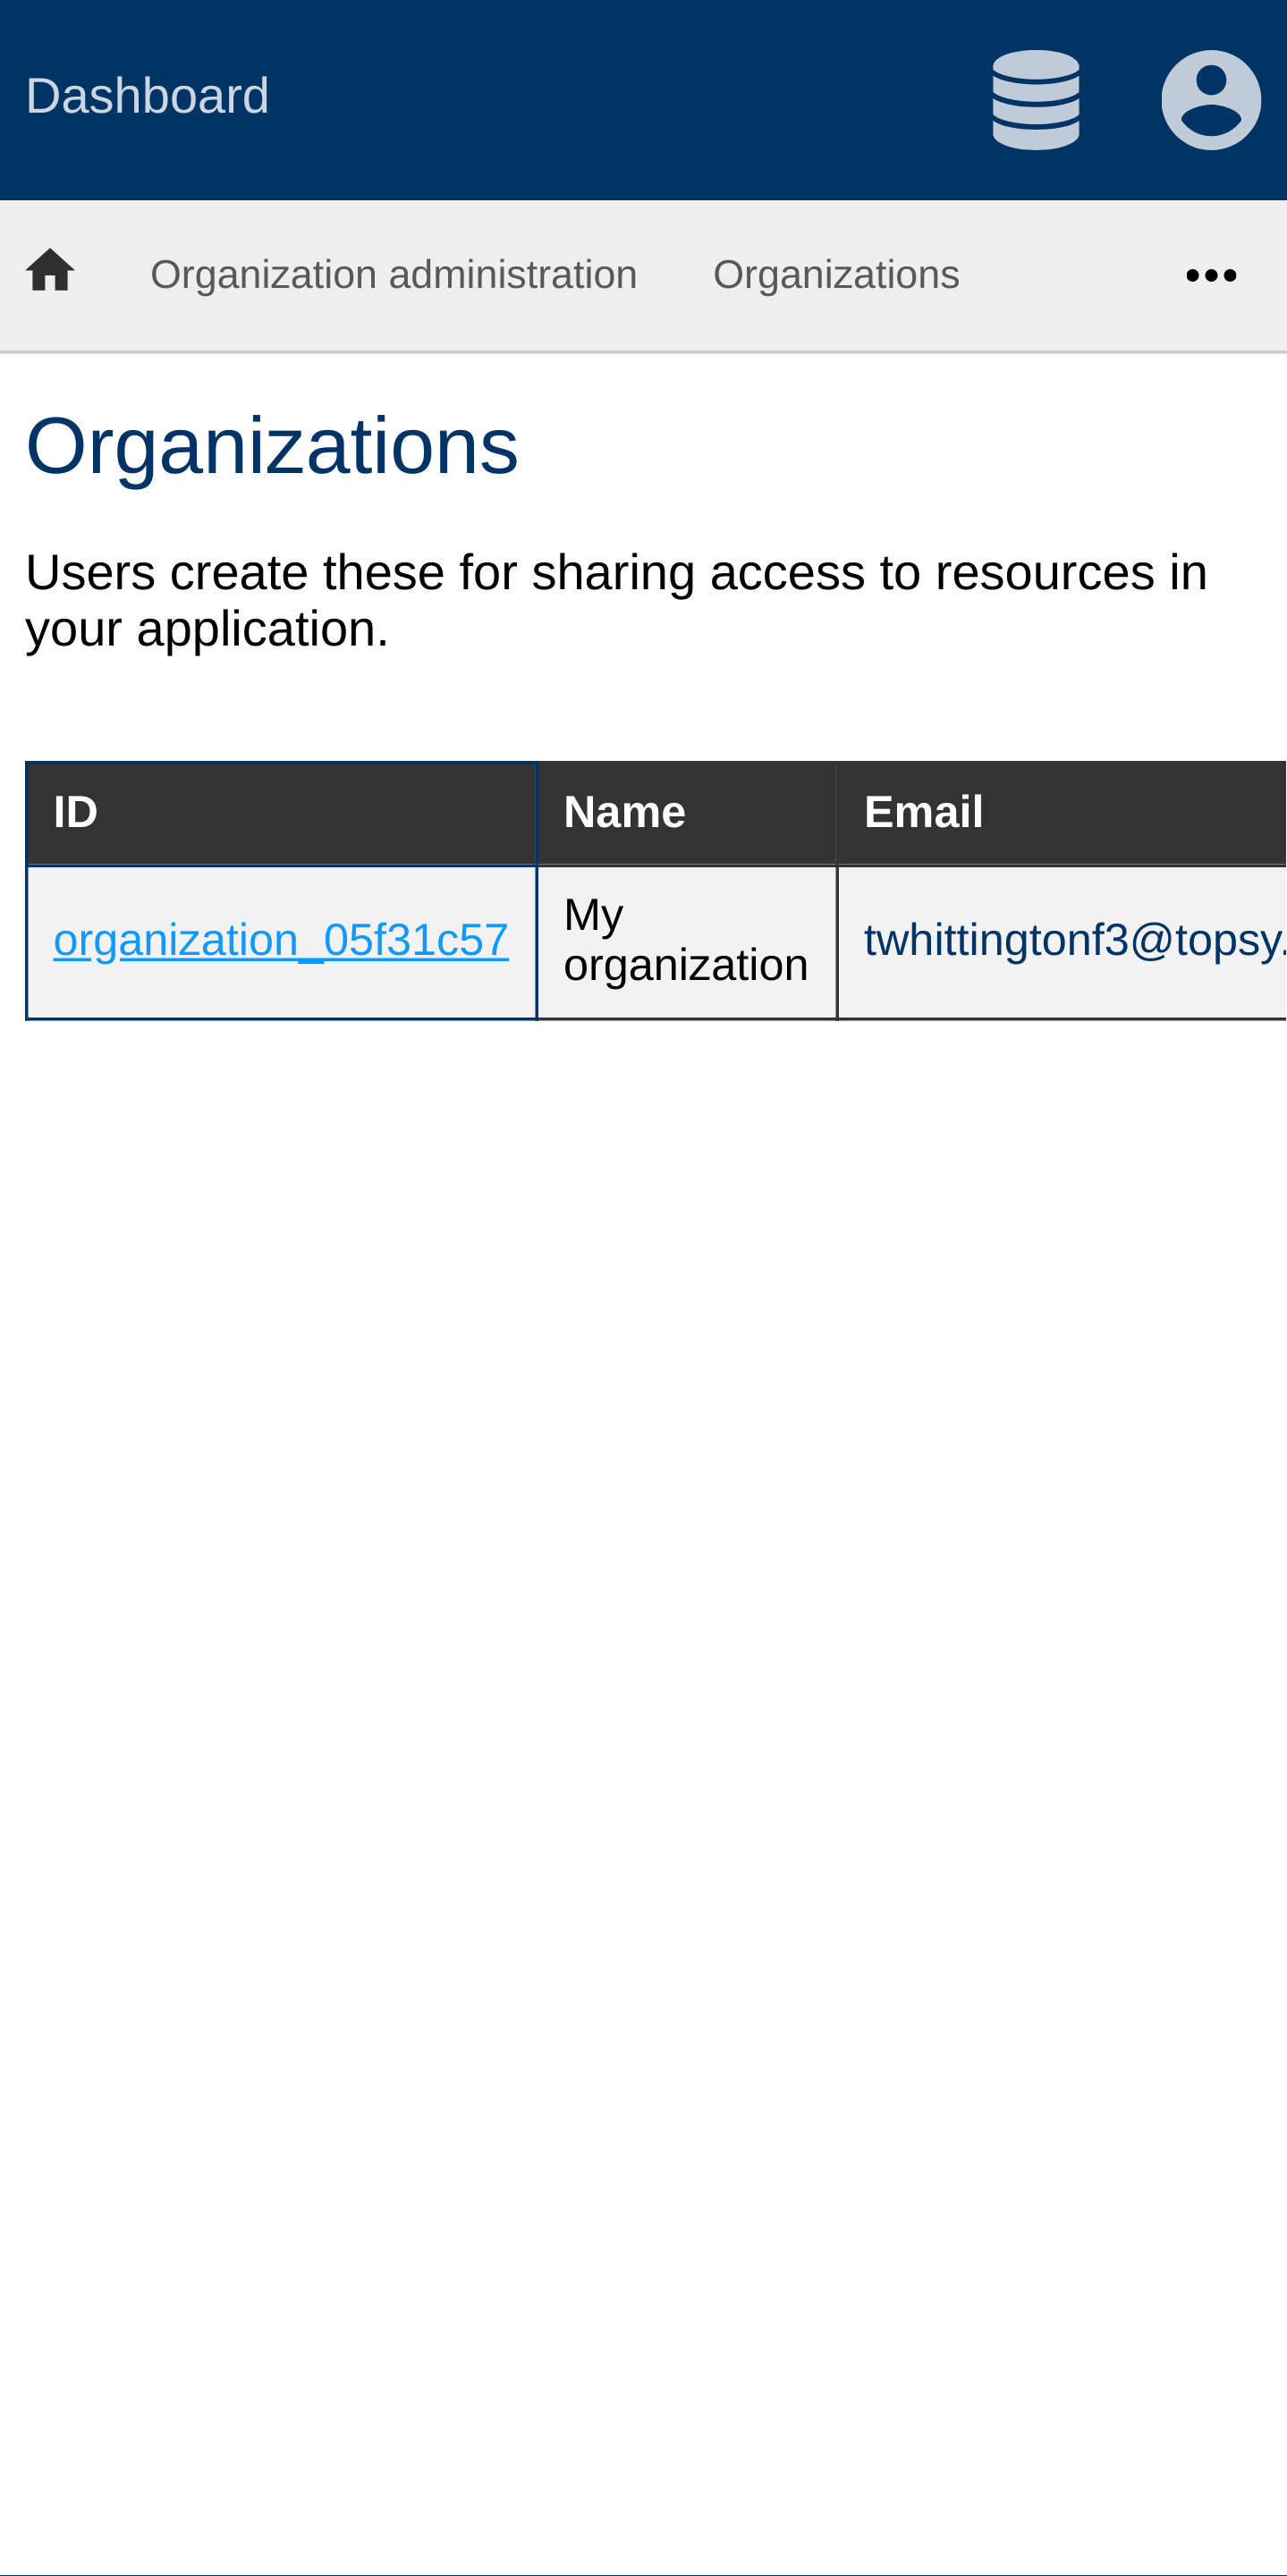 Dashboard
Organization administration Organizations
Organizations
Users create these for sharing access to resources in
your application.
ID Name Email
organization_05f31c57 My organization twhittingtonf3@topsy.